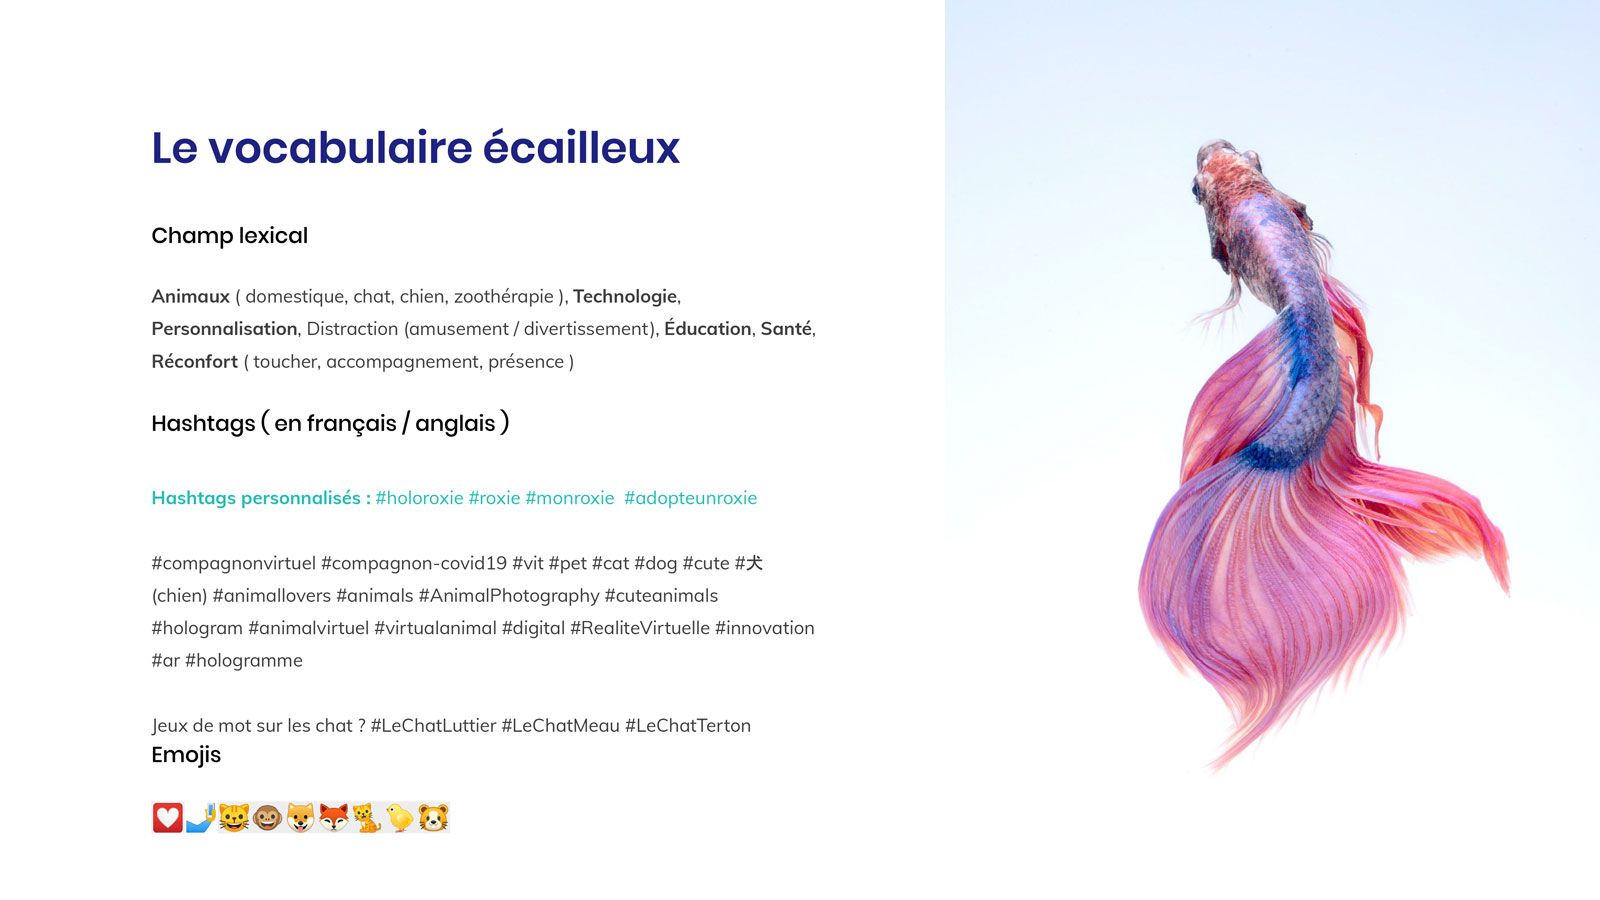 Le vocabulaire écailleux
Champ lexical
Animaux ( domestique, chat, chien, zoothérapie ), Technologie,
Personnalisation, Distraction (amusement / divertissement), Éducation, Santé,
Réconfort ( toucher, accompagnement, présence )
Hashtags ( en français / anglais )
Hashtags personnalisés : #holoroxie #roxie #monroxie  #adopteunroxie
#compagnonvirtuel #compagnon-covid19 #vit #pet #cat #dog #cute #犬
(chien) #animallovers #animals #AnimalPhotography #cuteanimals
#hologram #animalvirtuel #virtualanimal #digital #RealiteVirtuelle #innovation
#ar #hologramme
Jeux de mot sur les chat ? #LeChatLuttier #LeChatMeau #LeChatTerton
Emojis